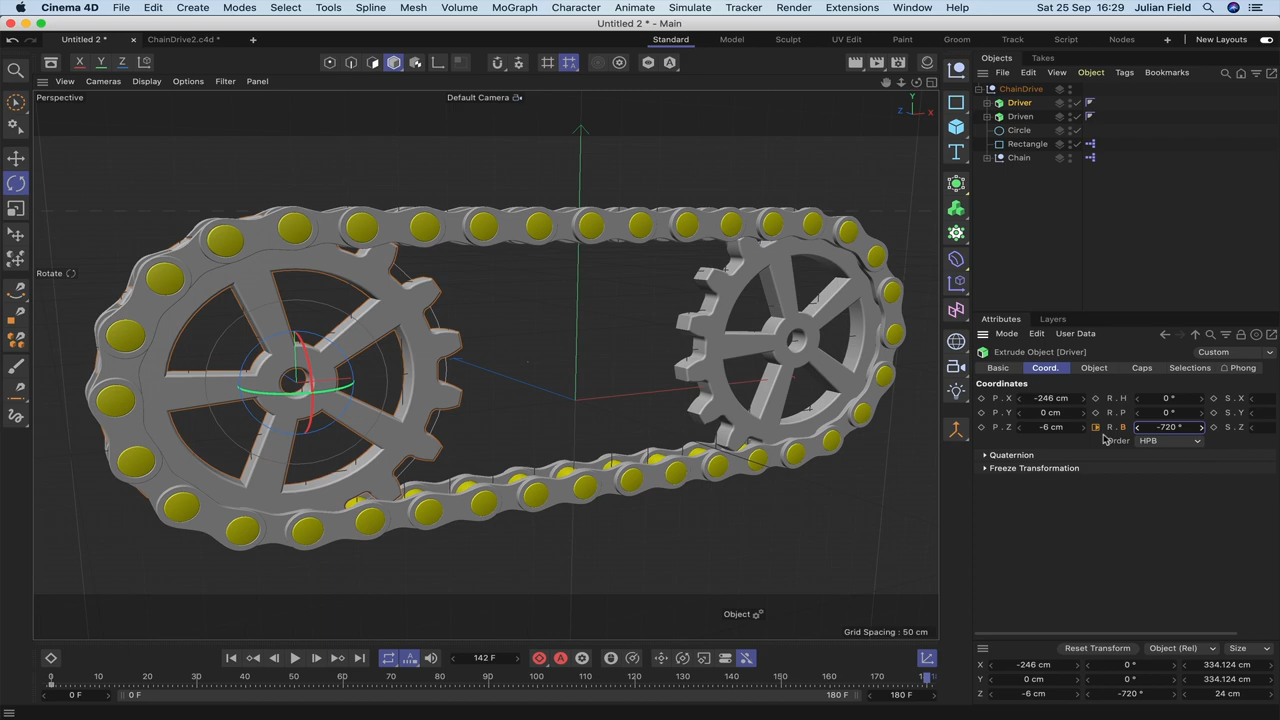 Cinema 4D File Edit Create Modes Select Tools Spline Mesh Volume MoGraph Character Animate Simulate Tracker Render Extensions Window Help Sat 25 Sep 16:29 Julian Field
Untitled 2 * - Main
Untitled 2 * ChainDrive2.c4d * Standard Model Sculpt UV Edit Paint Groom Track Script Nodes New Layouts
X Y Z
Objects Takes
View Cameras Display Options Filter Panel
File Edit View Object Tags Bookmarks
Perspective Default Camera
Y
Z X
ChainDrive
Driver
Driven
Circle
Rectangle
Chain
Rotate
Attributes Layers
Mode Edit User Data
Extrude Object [Driver] Custom
Basic Coord. Object Caps Selections Phong
Coordinates
P . X -246 cm R . H 0 ° S . X
P . Y 0 cm R . P 0 ° S . Y
P . Z -6 cm R . B -720 ° S . Z
Order HPB
Quaternion
Freeze Transformation
Object
Grid Spacing : 50 cm
142 F
Reset Transform Object (Rel) Size
X -246 cm 0 ° 334.124 cm
Y 0 cm 0 ° 334.124 cm
Z -6 cm -720 ° 24 cm
0 10 20 30 40 50 60 70 80 90 100 110 120 130 140 150 160 170
0 F 0 F 180 F 180 F